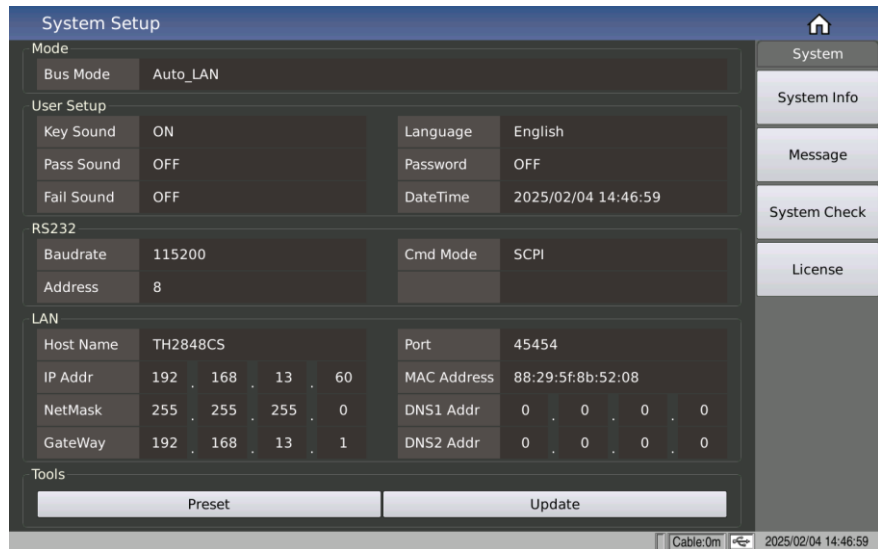 System Setup
Mode
System
Bus Mode Auto_LAN
System Info
User Setup
Key Sound ON Language English
Pass Sound OFF Password OFF
Message
Fail Sound OFF DateTime 2025/02/04 14:46:59
System Check
RS232
Baudrate 115200 Cmd Mode SCPI
License
Address 8
LAN
Host Name TH2848CS Port 45454
IP Addr 192 . 168 . 13 . 60 MAC Address 88:29:5f:8b:52:08
NetMask 255 . 255 . 255 . 0 DNS1 Addr 0 . 0 . 0 . 0
GateWay 192 . 168 . 13 . 1 DNS2 Addr 0 . 0 . 0 . 0
Tools
Preset Update
Cable:0m 2025/02/04 14:46:59